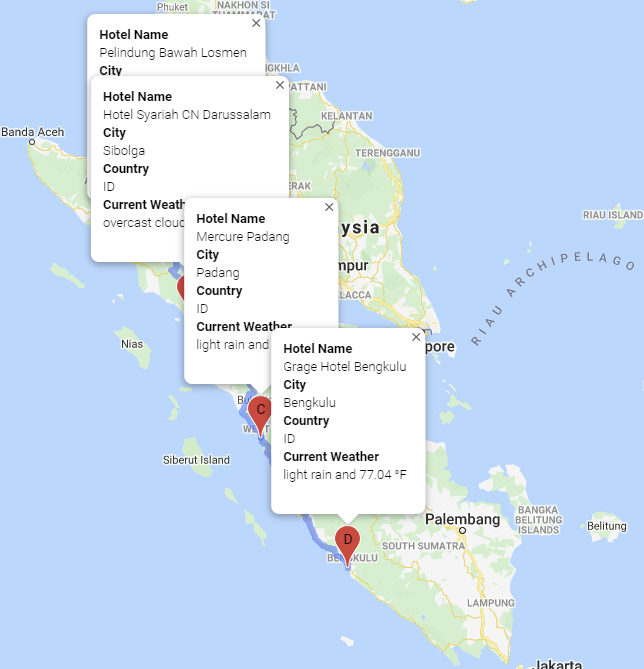 Phuket
NAKHON SI
THAMMARAT
Hotel Name
Pelindung Bawah Losmen
City
Hotel Name
Hotel Syariah CN Darussalam
City
Sibolga
Country
ID
Current Weath
overcast cloud
Hotel Name
Mercure Padang
City
Padang
Country
ID
Current Weather
light rain and
Hotel Name
Grage Hotel Bengkulu
City
Bengkulu
Country
ID
Current Weather
light rain and 77.04 °F
PATTANI
KELANTAN
Banda Aceh
TERENGGANU
ERAK
RIAU ISLAND
ysia
mpur
LACCA
RIAU ARCHIPELAGO
Nias
pore
C
Siberut Island
Palembang
BANGKA
BELITUNG
ISLANDS
Belitung
D
SOUTH SUMATRA
BENGKULU
LAMPUNG
Jakarta